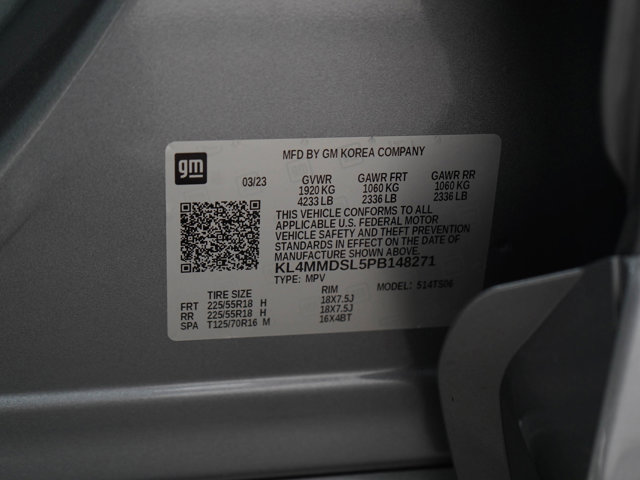 gm
MFD BY GM KOREA COMPANY
03/23 GVWR GAWR FRT GAWR RR
1920 KG 1060 KG 1060 KG
4233 LB 2336 LB 2336 LB
THIS VEHICLE CONFORMS TO ALL
APPLICABLE U.S. FEDERAL MOTOR
VEHICLE SAFETY AND THEFT PREVENTION
STANDARDS IN EFFECT ON THE DATE OF
MANUFACTURE SHOWN ABOVE.
KL4MMDSL5PB148271
TYPE: MPV MODEL: 514TS06
TIRE SIZE RIM
FRT 225/55R18 H 18X7.5J
RR 225/55R18 H 18X7.5J
SPA T125/70R16 M 16X4BT